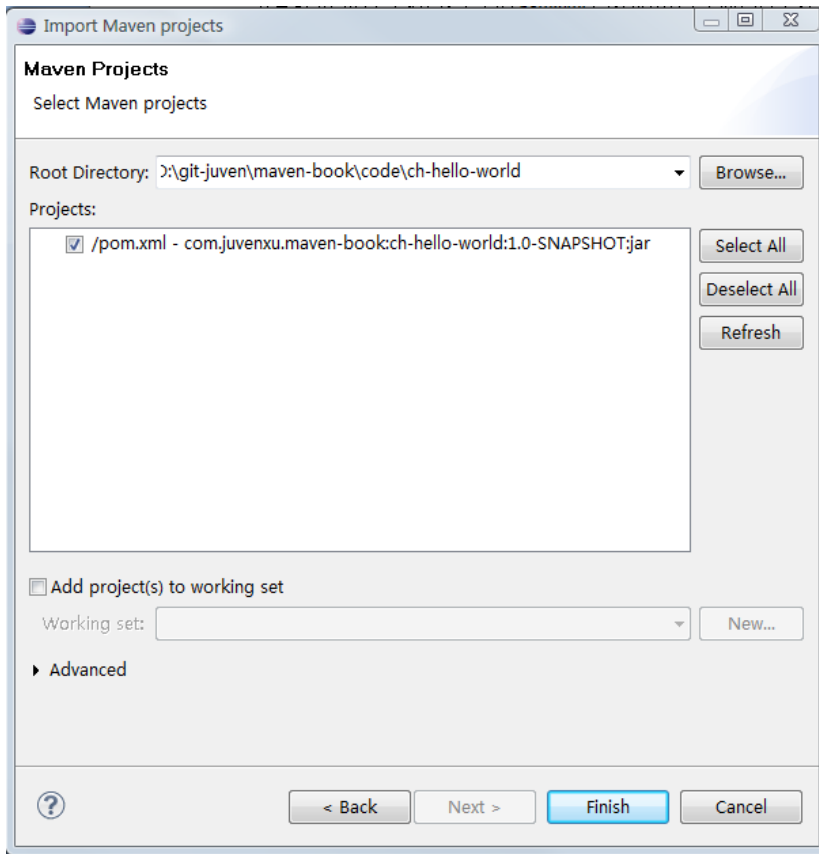 Import Maven projects
Maven Projects
Select Maven projects
Root Directory: :\git-juven\maven-book\code\ch-hello-world Browse...
Projects:
/pom.xml - com.juvenxu.maven-book:ch-hello-world:1.0-SNAPSHOT:jar Select All
Deselect All
Refresh
Add project(s) to working set
Working set: New...
Advanced
? < Back Next > Finish Cancel